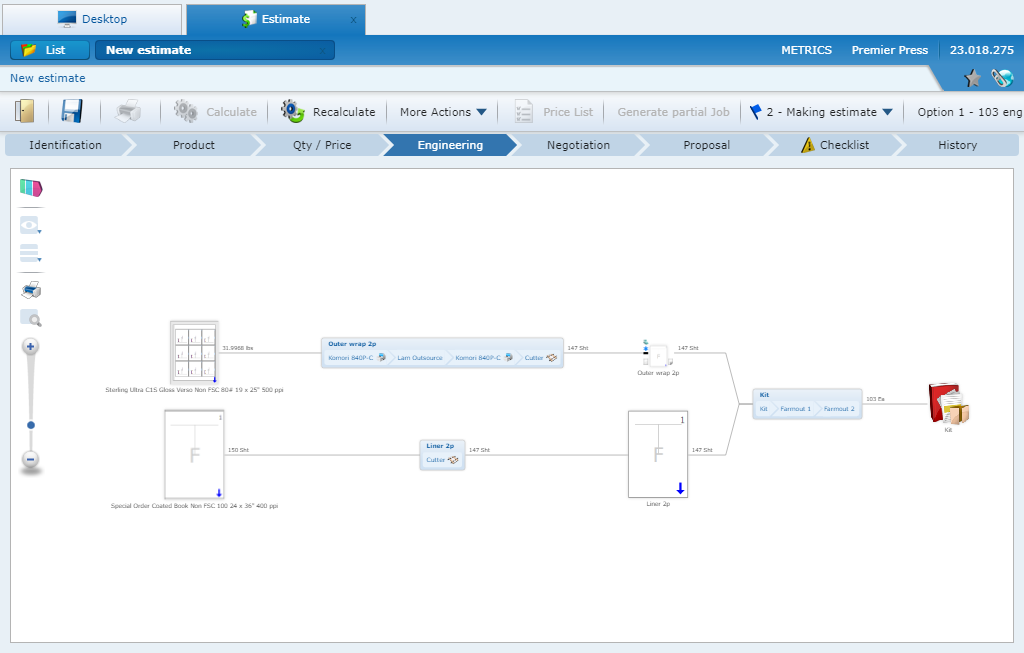 Desktop
Estimate x
List
New estimate x
METRICS Premier Press 23.018.275
New estimate
Calculate Recalculate More Actions Price List Generate partial Job 2 - Making estimate Option 1 - 103 eng
Identification Product Qty / Price Engineering Negotiation Proposal Checklist History
31.9968 lbs
Sterling Ultra C1S Gloss Verso Non FSC 80# 19 x 25" 500 ppi
Outer wrap 2p
Komori 840P-C Lam Outsource Komori 840P-C Cutter
147 Sht
Outer wrap 2p
147 Sht
1
F
150 Sht
Special Order Coated Book Non FSC 100 24 x 36" 400 ppi
Liner 2p
Cutter
147 Sht
1
F
Liner 2p
147 Sht
Kit
Kit Farmout 1 Farmout 2
103 Ea
Kit